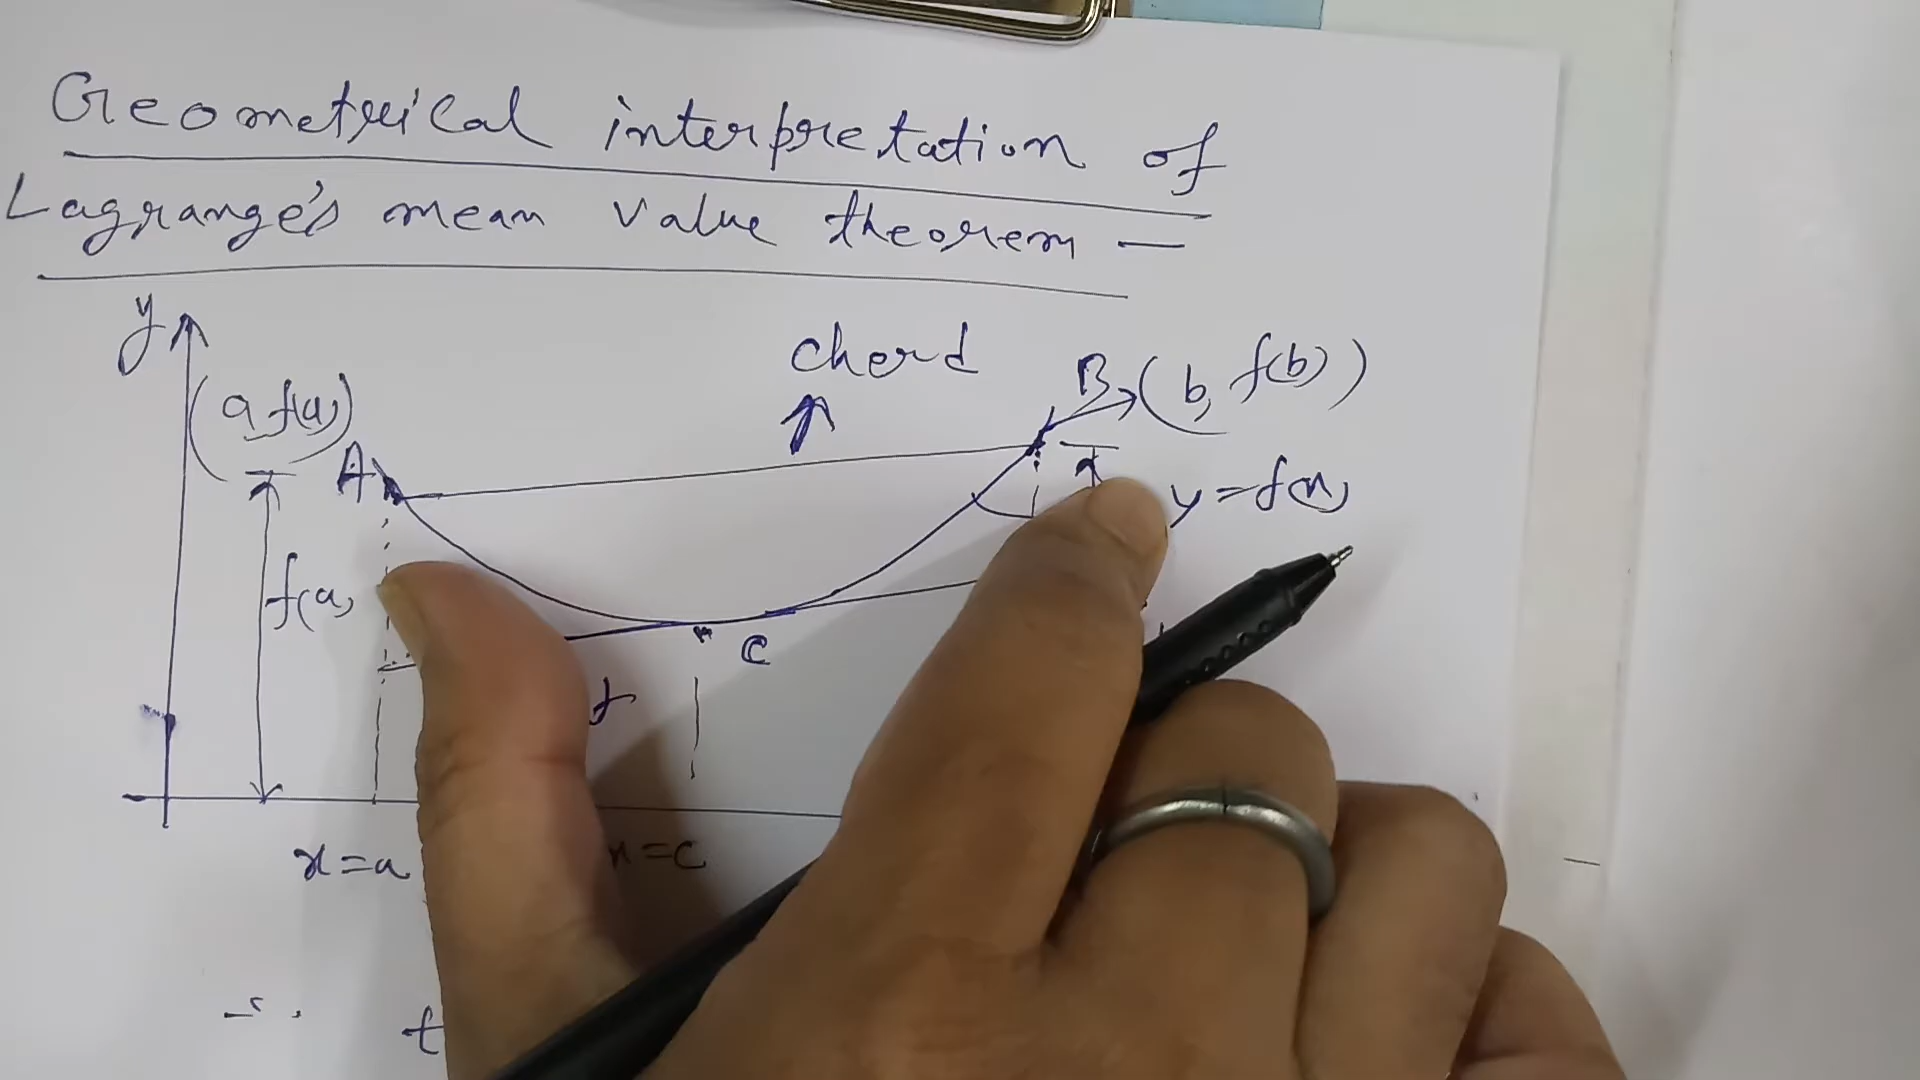 Geometrical interpretation of
Lagrange's mean value theorem —
y
chord
B (b, f(b))
(a, f(a))
A
y = f(x)
f(a)
C
x = a
x = c